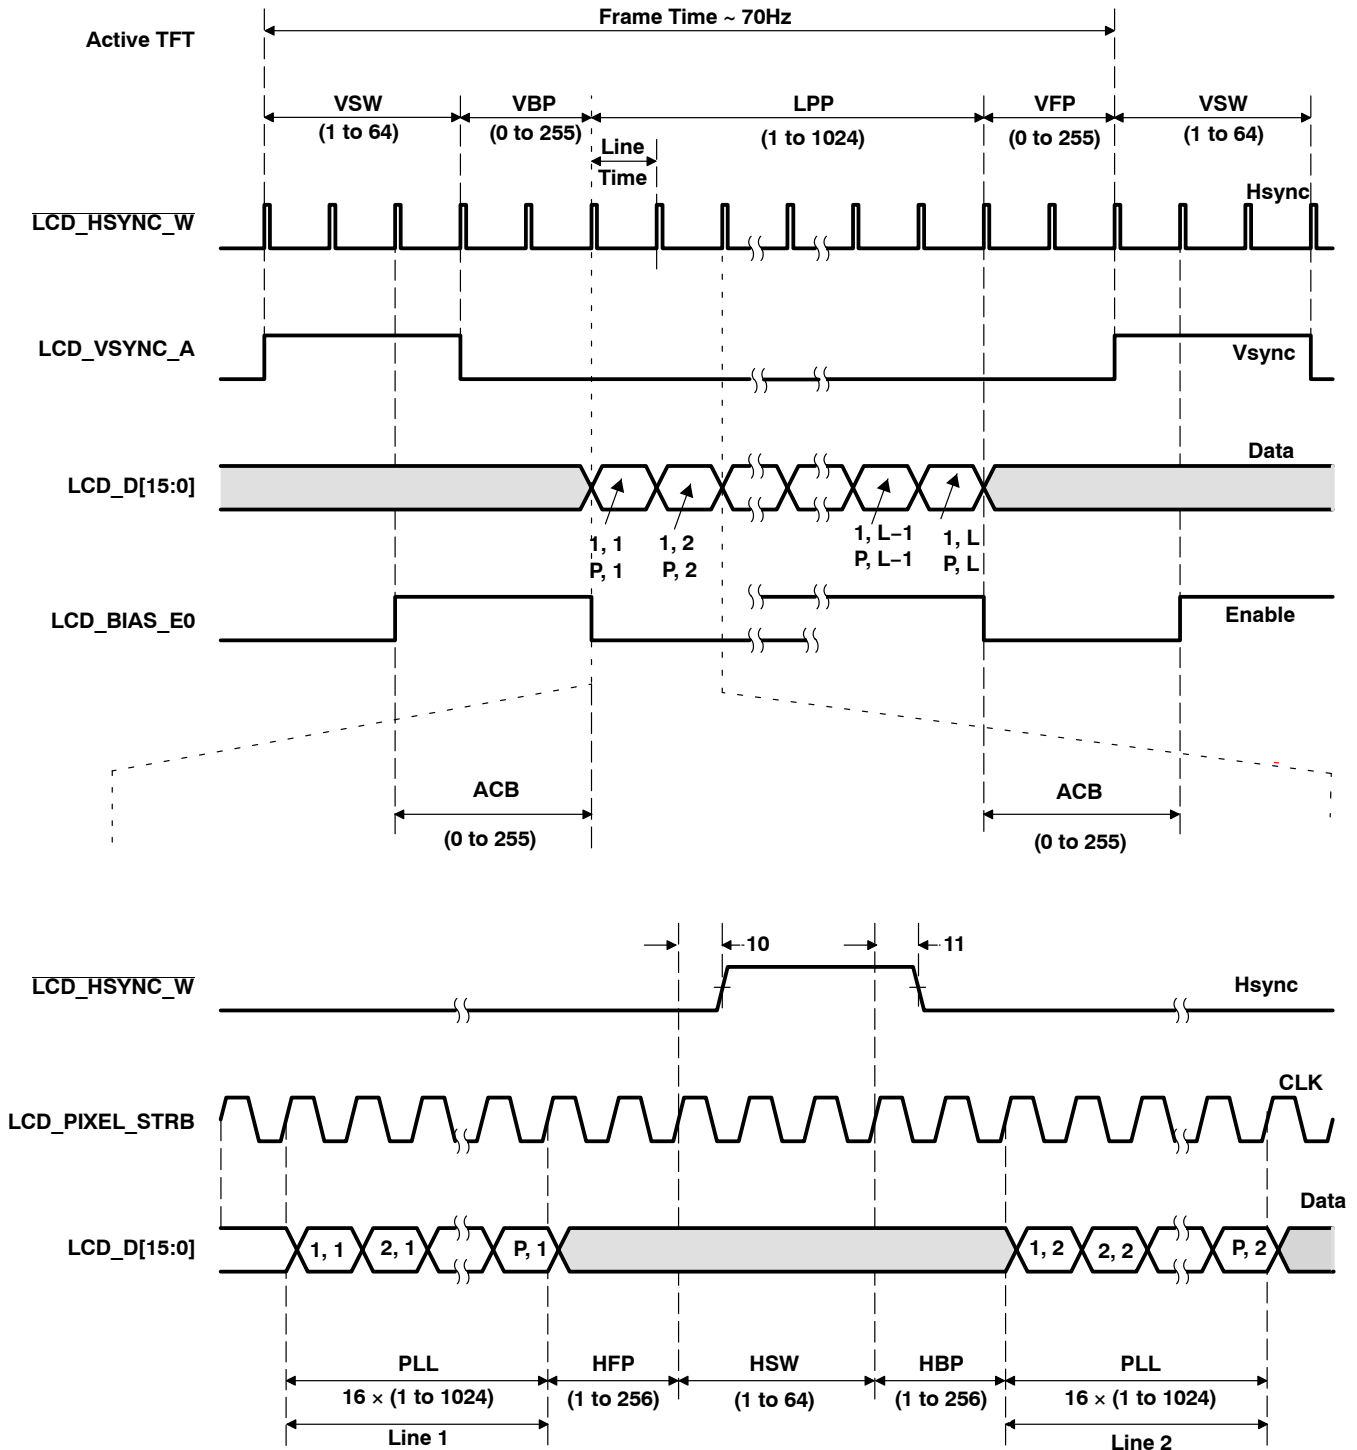 Frame Time ~ 70Hz
Active TFT
VSW
(1 to 64)
VBP
(0 to 255)
LPP
(1 to 1024)
VFP
(0 to 255)
VSW
(1 to 64)
Line
Time
LCD_HSYNC_W
Hsync
LCD_VSYNC_A
Vsync
LCD_D[15:0]
Data
1, 1
P, 1
1, 2
P, 2
1, L−1
P, L−1
1, L
P, L
LCD_BIAS_E0
Enable
ACB
(0 to 255)
ACB
(0 to 255)
10
11
LCD_HSYNC_W
Hsync
LCD_PIXEL_STRB
CLK
LCD_D[15:0]
Data
1, 1
2, 1
P, 1
1, 2
2, 2
P, 2
PLL
16 × (1 to 1024)
HFP
(1 to 256)
HSW
(1 to 64)
HBP
(1 to 256)
PLL
16 × (1 to 1024)
Line 1
Line 2